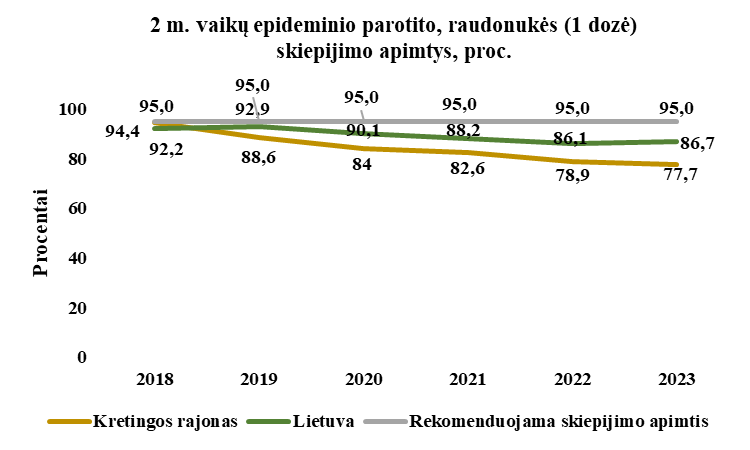 2 m. vaikų epideminio parotito, raudonukės (1 dozė)
skiepijimo apimtys, proc.
Procentai
100
80
60
40
20
0
95,0 95,0 95,0 95,0 95,0 95,0
94,4 88,6 84 82,6 78,9 77,7
92,2 92,9 90,1 88,2 86,1 86,7
2018 2019 2020 2021 2022 2023
Kretingos rajonas Lietuva Rekomenduojama skiepijimo apimtis